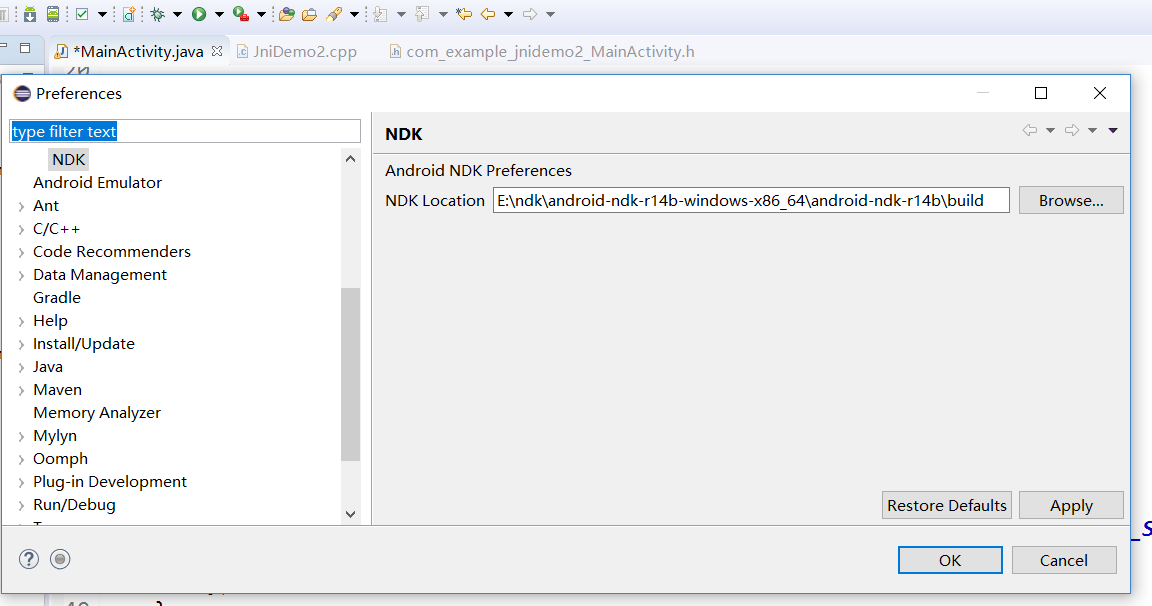 *MainActivity.java JniDemo2.cpp com_example_jnidemo2_MainActivity.h
Preferences
type filter text
NDK
Android Emulator
Ant
C/C++
Code Recommenders
Data Management
Gradle
Help
Install/Update
Java
Maven
Memory Analyzer
Mylyn
Oomph
Plug-in Development
Run/Debug
NDK
Android NDK Preferences
NDK Location E:\ndk\android-ndk-r14b-windows-x86_64\android-ndk-r14b\build Browse...
Restore Defaults Apply
OK Cancel